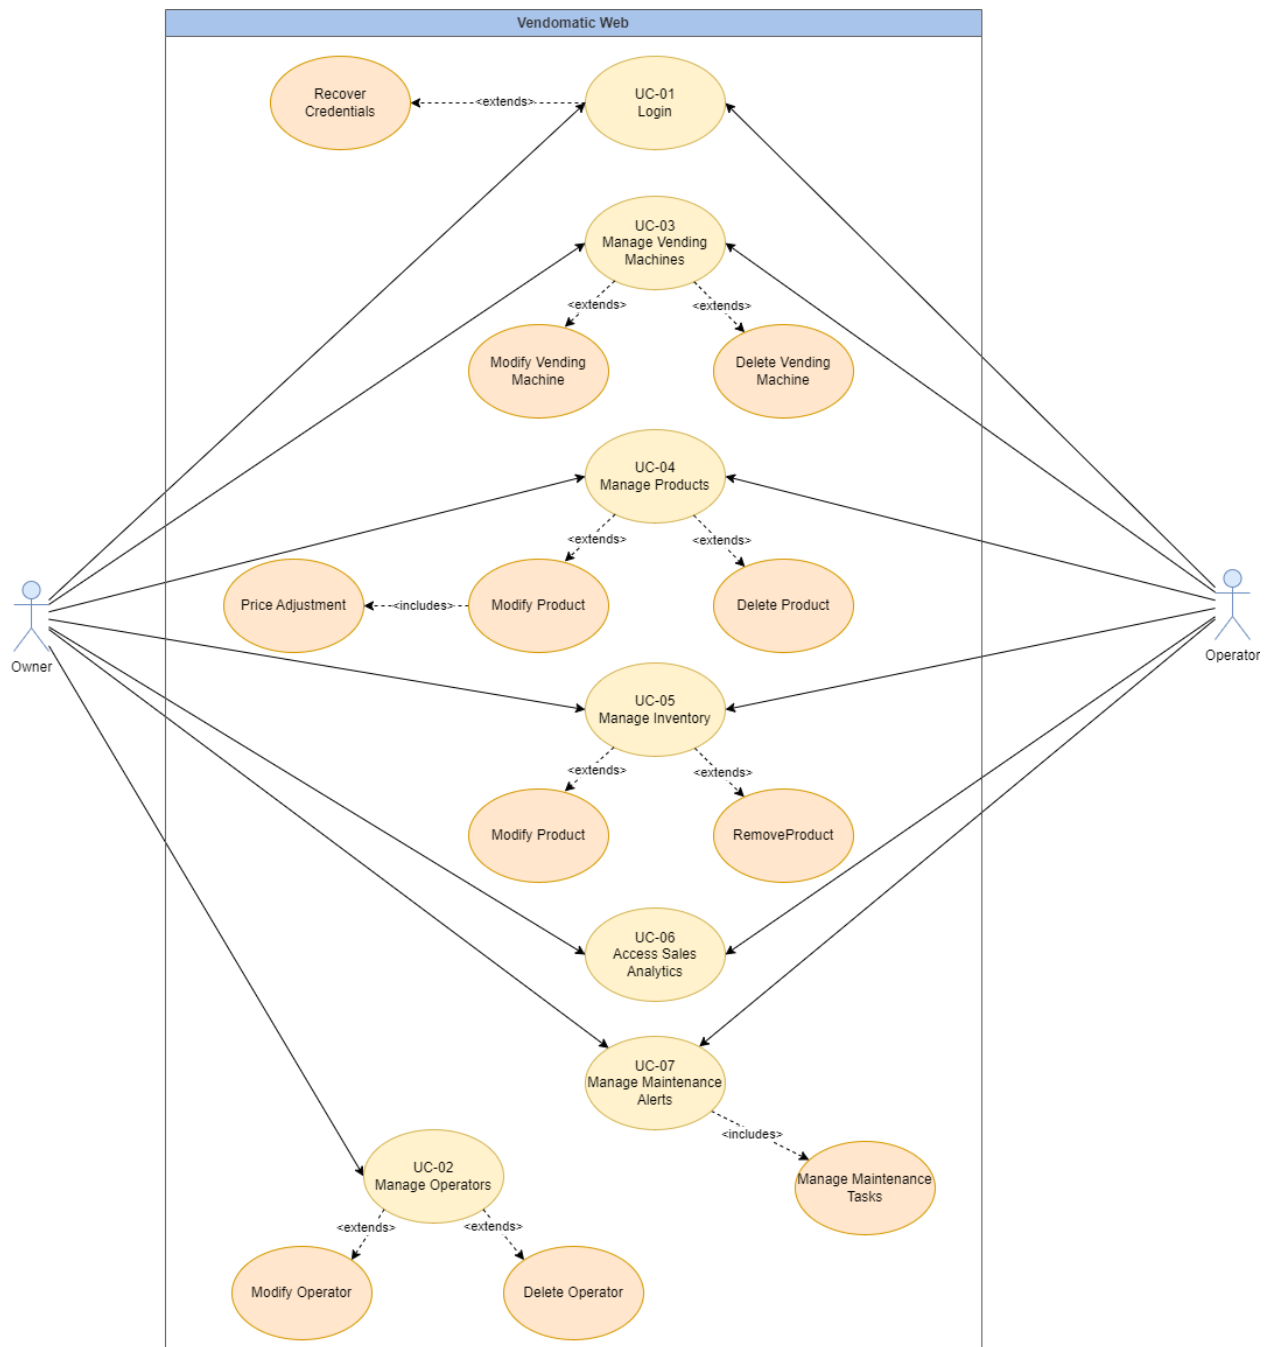 Vendomatic Web
Recover
Credentials
<extends>
UC-01
Login
UC-03
Manage Vending
Machines
<extends>
<extends>
Modify Vending
Machine
Delete Vending
Machine
UC-04
Manage Products
<extends>
<extends>
Price Adjustment
<includes>
Modify Product
Delete Product
Owner
Operator
UC-05
Manage Inventory
<extends>
<extends>
Modify Product
RemoveProduct
UC-06
Access Sales
Analytics
UC-07
Manage Maintenance
Alerts
<includes>
Manage Maintenance
Tasks
UC-02
Manage Operators
<extends>
<extends>
Modify Operator
Delete Operator